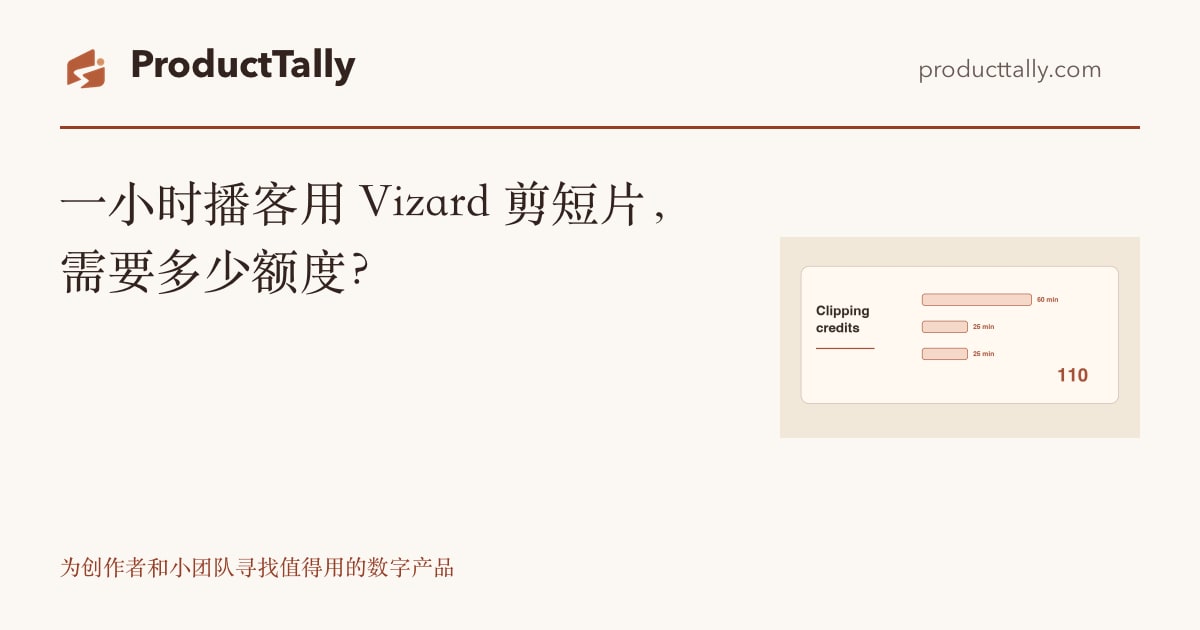 ProductTally
producttally.com
一小时播客用 Vizard 剪短片，
需要多少额度？
Clipping
credits
60 min
25 min
25 min
110
为创作者和小团队寻找值得用的数字产品